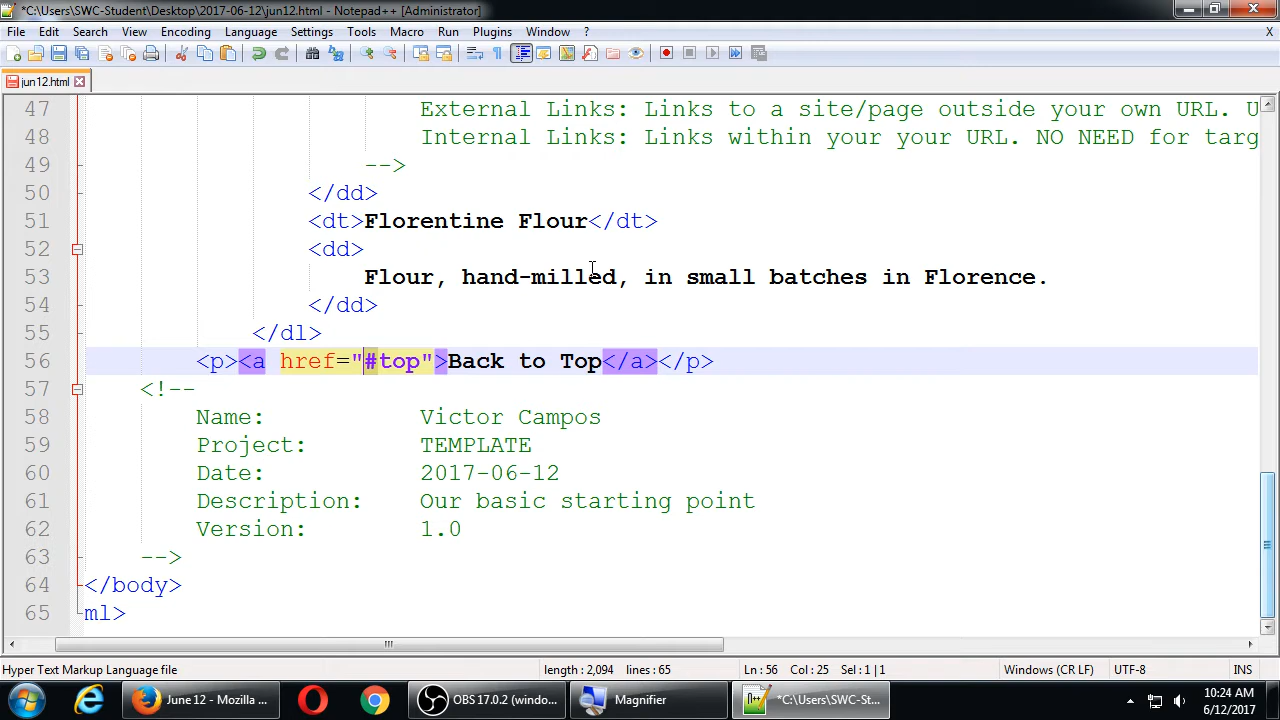 *C:\Users\SWC-Student\Desktop\2017-06-12\jun12.html - Notepad++ [Administrator]
File Edit Search View Encoding Language Settings Tools Macro Run Plugins Window ? X
jun12.html
47 External Links: Links to a site/page outside your own URL. U
48 Internal Links: Links within your your URL. NO NEED for targ
49 -->
50 </dd>
51 <dt>Florentine Flour</dt>
52 <dd>
53 Flour, hand-milled, in small batches in Florence.
54 </dd>
55 </dl>
56 <p><a href="#top">Back to Top</a></p>
57 <!--
58 Name: Victor Campos
59 Project: TEMPLATE
60 Date: 2017-06-12
61 Description: Our basic starting point
62 Version: 1.0
63 -->
64 </body>
65 ml>
Hyper Text Markup Language file length : 2,094 lines : 65 Ln : 56 Col : 25 Sel : 1 | 1 Windows (CR LF) UTF-8 INS
June 12 - Mozilla ... OBS 17.0.2 (windo... Magnifier *C:\Users\SWC-St... 10:24 AM
6/12/2017